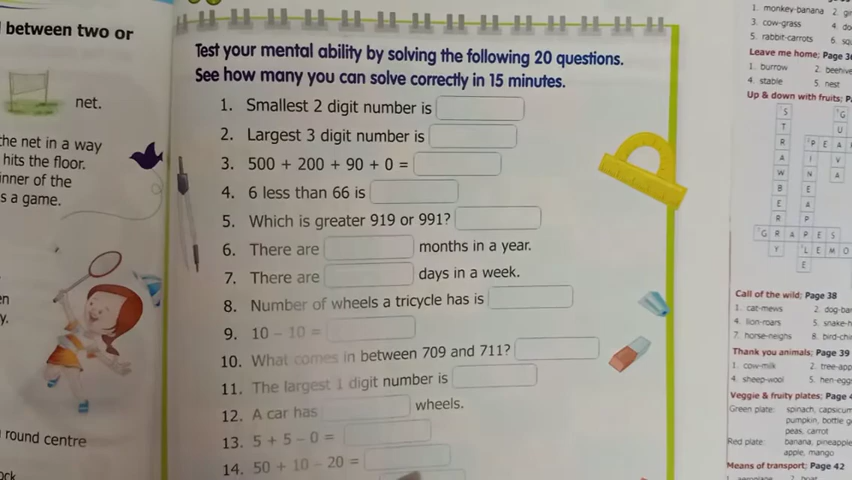 between two or
net.
the net in a way
hits the floor.
inner of the
s a game.
en
y.
round centre
ock
Test your mental ability by solving the following 20 questions.
See how many you can solve correctly in 15 minutes.
1. Smallest 2 digit number is
2. Largest 3 digit number is
3. 500 + 200 + 90 + 0 =
4. 6 less than 66 is
5. Which is greater 919 or 991?
6. There are months in a year.
7. There are days in a week.
8. Number of wheels a tricycle has is
9. 10 – 10 =
10. What comes in between 709 and 711?
11. The largest 1 digit number is
12. A car has wheels.
13. 5 + 5 – 0 =
14. 50 + 10 – 20 =
1. monkey-banana 2.
3. cow-grass 4. do
5. rabbit-carrots 6. squ
Leave me home; Page 3
1. burrow 2. beehive
4. stable 5. nest
Up & down with fruits; P
S
T
R
A
W
B
E
R
R
Y
P E A
I
N
E
A
P
P
L
E
G
U
V
A
G R A P E S
L E M O
Call of the wild; Page 38
1. cat-mews 2. dog-ba
4. lion-roars 5. snake-h
7. horse-neighs 8. bird-chi
Thank you animals; Page 39
1. cow-milk 2. tree-app
4. sheep-wool 5. hen-eggs
Veggie & fruity plates; Page 4
Green plate: spinach, capsicum
pumpkin, bottle g
peas, carrot
Red plate: banana, pineapple
apple, mango
Means of transport; Page 42